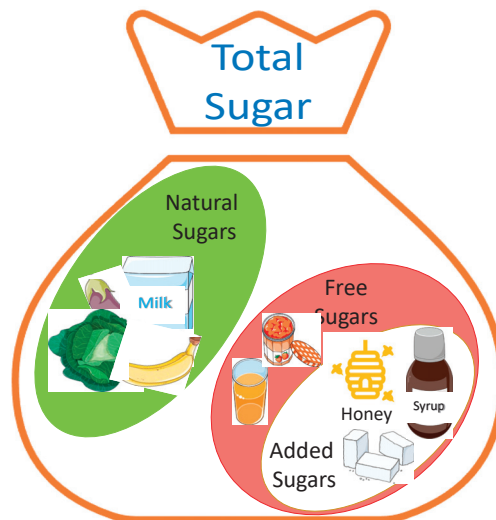 Total
Sugar
Natural
Sugars
Milk
Free
Sugars
Honey
Syrup
Added
Sugars